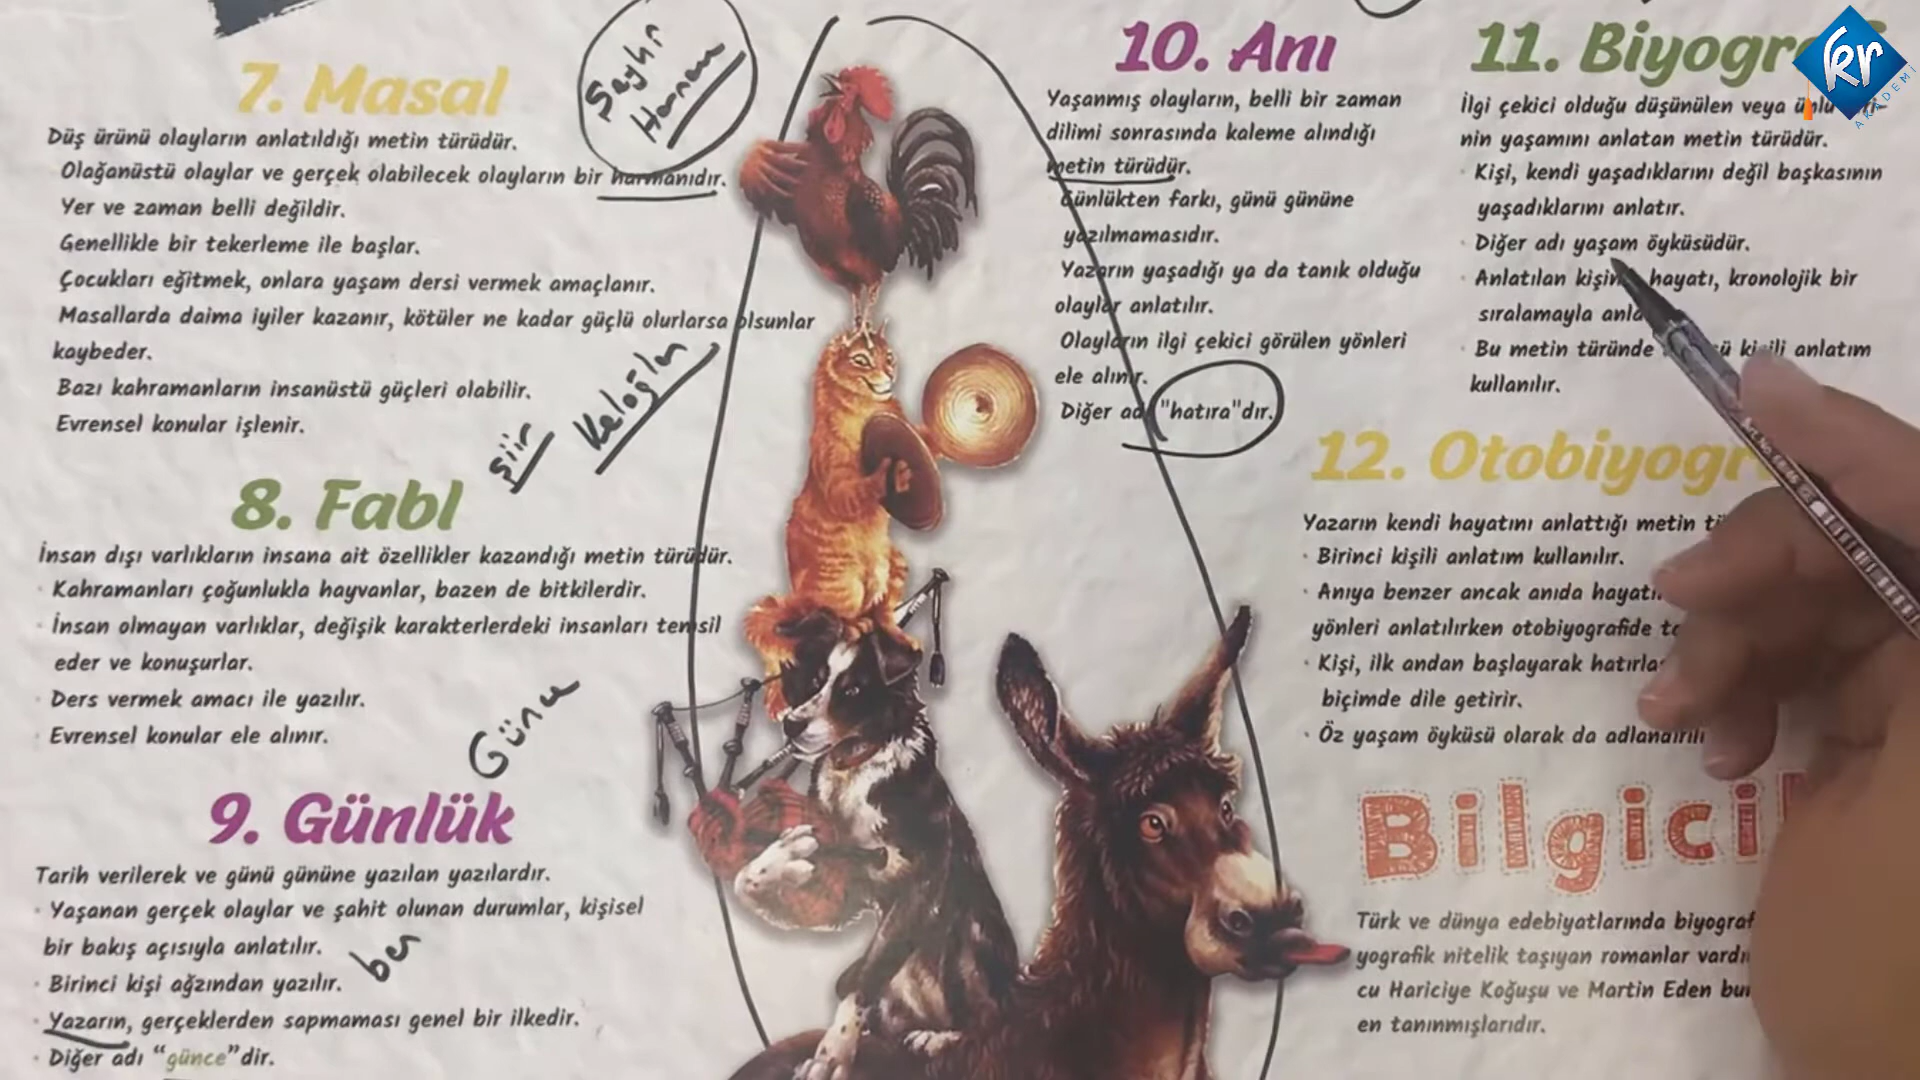 7. Masal
Düş ürünü olayların anlatıldığı metin türüdür.
Olağanüstü olaylar ve gerçek olabilecek olayların bir harmanıdır.
Yer ve zaman belli değildir.
Genellikle bir tekerleme ile başlar.
Çocukları eğitmek, onlara yaşam dersi vermek amaçlanır.
Masallarda daima iyiler kazanır, kötüler ne kadar güçlü olurlarsa olsunlar
kaybeder.
Bazı kahramanların insanüstü güçleri olabilir.
Evrensel konular işlenir.
Harman
şiir
Keloğlan
8. Fabl
İnsan dışı varlıkların insana ait özellikler kazandığı metin türüdür.
· Kahramanları çoğunlukla hayvanlar, bazen de bitkilerdir.
· İnsan olmayan varlıklar, değişik karakterlerdeki insanları temsil
eder ve konuşurlar.
· Ders vermek amacı ile yazılır.
· Evrensel konular ele alınır.
Günce
9. Günlük
Tarih verilerek ve günü gününe yazılan yazılardır.
· Yaşanan gerçek olaylar ve şahit olunan durumlar, kişisel
bir bakış açısıyla anlatılır.
· Birinci kişi ağzından yazılır.
ben
· Yazarın, gerçeklerden sapmaması genel bir ilkedir.
· Diğer adı “günce”dir.
10. Anı
Yaşanmış olayların, belli bir zaman
dilimi sonrasında kaleme alındığı
metin türüdür.
Günlükten farkı, günü gününe
yazılmamasıdır.
Yazarın yaşadığı ya da tanık olduğu
olaylar anlatılır.
Olayların ilgi çekici görülen yönleri
ele alınır.
Diğer adı "hatıra"dır.
11. Biyograf
İlgi çekici olduğu düşünülen veya
nin yaşamını anlatan metin türüdür.
· Kişi, kendi yaşadıklarını değil başkasının
yaşadıklarını anlatır.
· Diğer adı yaşam öyküsüdür.
· Anlatılan kişin hayatı, kronolojik bir
sıralamayla anla
· Bu metin türünde kişili anlatım
kullanılır.
12. Otobiyogr
Yazarın kendi hayatını anlattığı metin
· Birinci kişili anlatım kullanılır.
· Anıya benzer ancak anıda hayatı
yönleri anlatılırken otobiyografide
· Kişi, ilk andan başlayarak hatırla
biçimde dile getirir.
· Öz yaşam öyküsü olarak da adlandırılı
Bilgici
Türk ve dünya edebiyatlarında biyograf
yografik nitelik taşıyan romanlar vardı
cu Hariciye Koğuşu ve Martin Eden bun
en tanınmışlarıdır.
kr
AKADEMİ